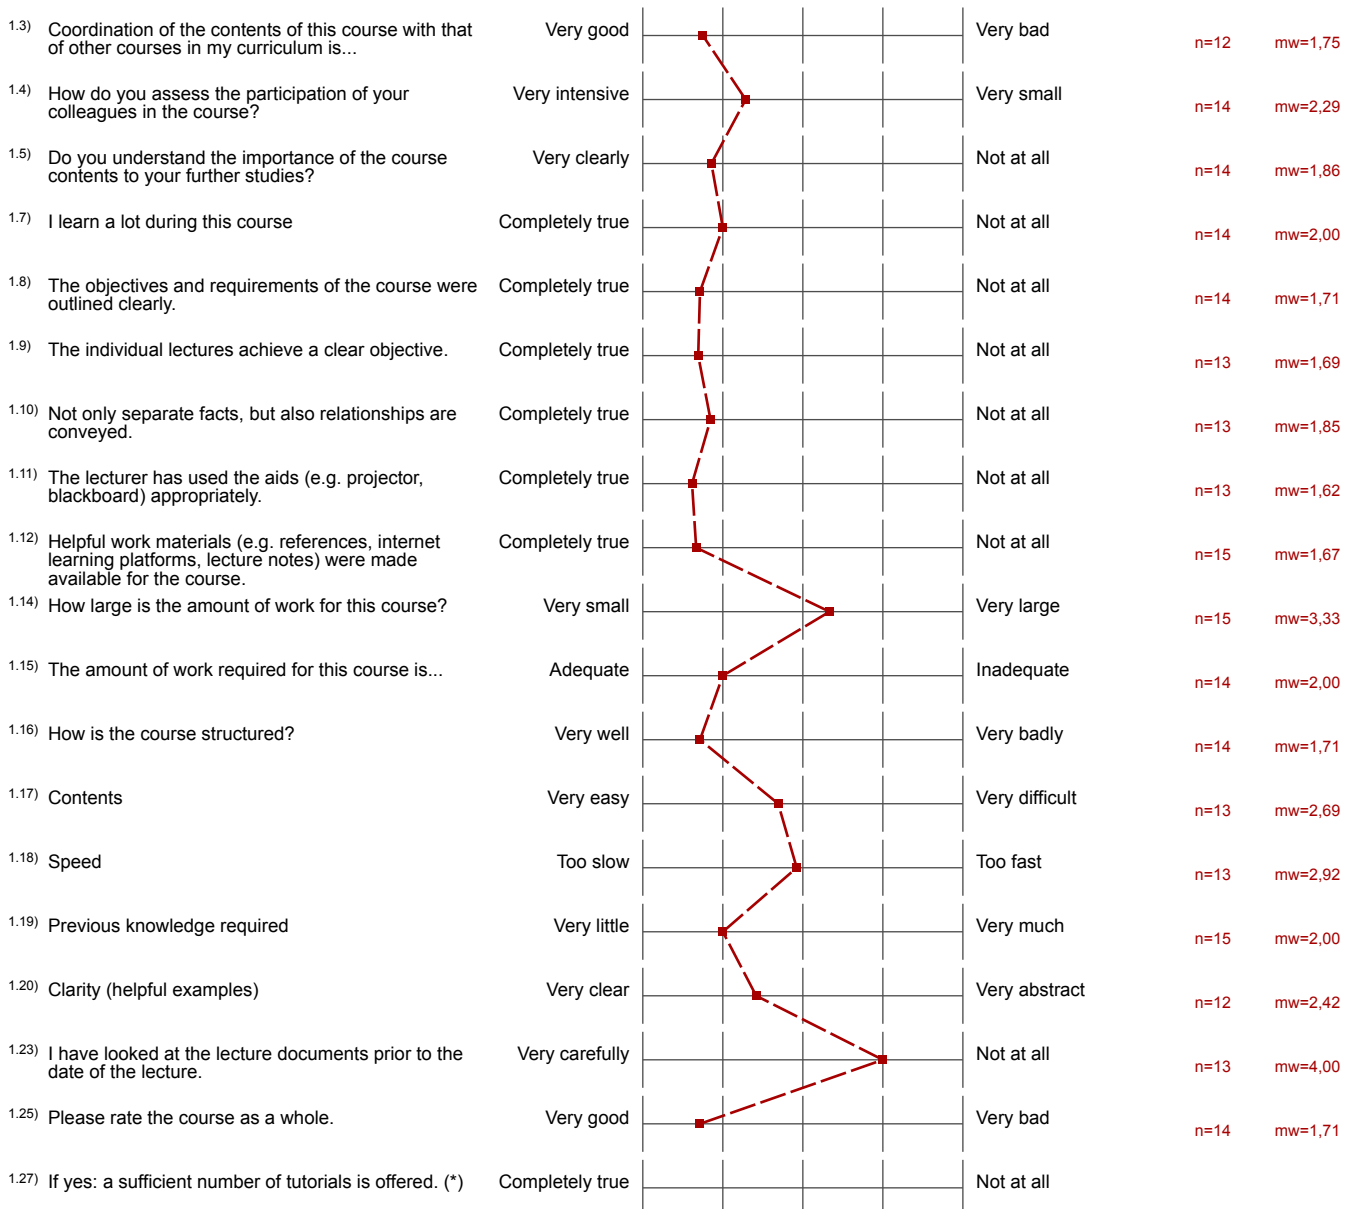 1.3) Coordination of the contents of this course with that of other courses in my curriculum is... Very good Very bad n=12 mw=1,75
1.4) How do you assess the participation of your colleagues in the course? Very intensive Very small n=14 mw=2,29
1.5) Do you understand the importance of the course contents to your further studies? Very clearly Not at all n=14 mw=1,86
1.7) I learn a lot during this course Completely true Not at all n=14 mw=2,00
1.8) The objectives and requirements of the course were outlined clearly. Completely true Not at all n=14 mw=1,71
1.9) The individual lectures achieve a clear objective. Completely true Not at all n=13 mw=1,69
1.10) Not only separate facts, but also relationships are conveyed. Completely true Not at all n=13 mw=1,85
1.11) The lecturer has used the aids (e.g. projector, blackboard) appropriately. Completely true Not at all n=13 mw=1,62
1.12) Helpful work materials (e.g. references, internet learning platforms, lecture notes) were made available for the course. Completely true Not at all n=15 mw=1,67
1.14) How large is the amount of work for this course? Very small Very large n=15 mw=3,33
1.15) The amount of work required for this course is... Adequate Inadequate n=14 mw=2,00
1.16) How is the course structured? Very well Very badly n=14 mw=1,71
1.17) Contents Very easy Very difficult n=13 mw=2,69
1.18) Speed Too slow Too fast n=13 mw=2,92
1.19) Previous knowledge required Very little Very much n=15 mw=2,00
1.20) Clarity (helpful examples) Very clear Very abstract n=12 mw=2,42
1.23) I have looked at the lecture documents prior to the date of the lecture. Very carefully Not at all n=13 mw=4,00
1.25) Please rate the course as a whole. Very good Very bad n=14 mw=1,71
1.27) If yes: a sufficient number of tutorials is offered. (*) Completely true Not at all